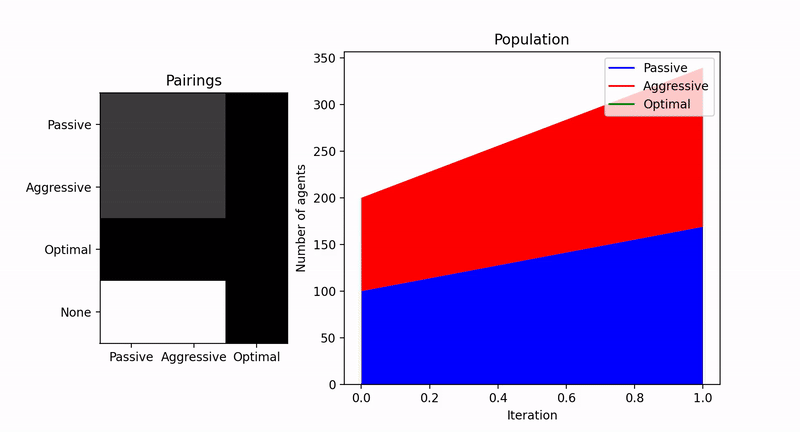 Pairings
Passive
Aggressive
Optimal
None
Passive Aggressive Optimal
Population
Number of agents
350
300
250
200
150
100
50
0
0.0 0.2 0.4 0.6 0.8 1.0
Iteration
Passive
Aggressive
Optimal